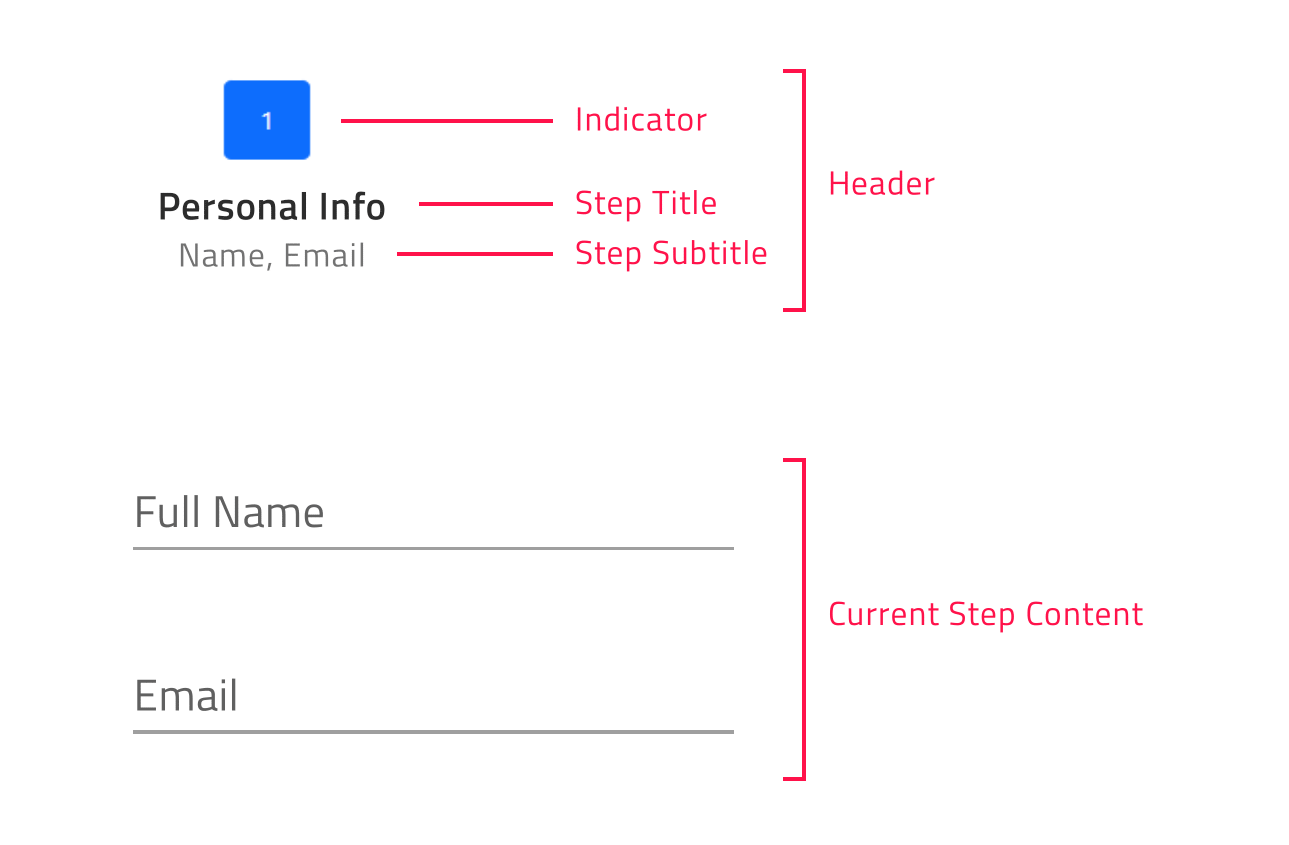 1
Indicator
Header
Personal Info
Step Title
Name, Email
Step Subtitle
Full Name
Current Step Content
Email